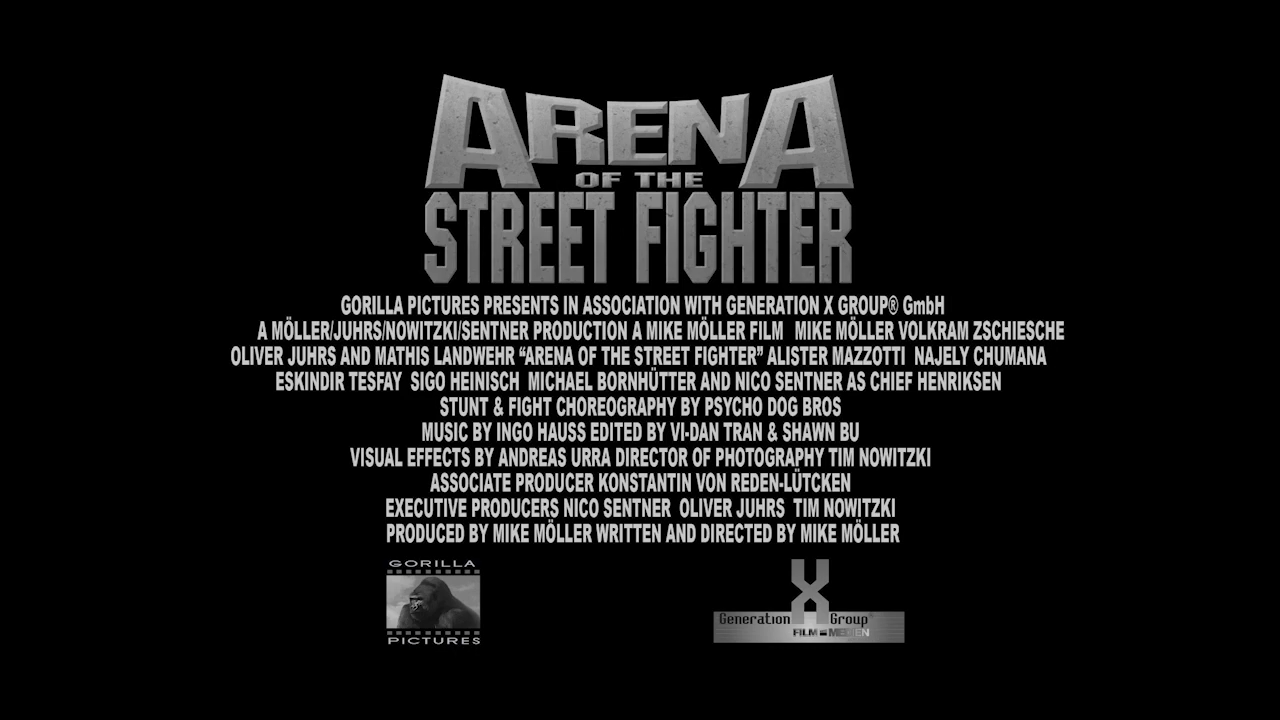 ARENA
OF THE
STREET FIGHTER
GORILLA PICTURES PRESENTS IN ASSOCIATION WITH GENERATION X GROUP® GmbH
A MÖLLER/JUHRS/NOWITZKI/SENTNER PRODUCTION A MIKE MÖLLER FILM MIKE MÖLLER VOLKRAM ZSCHIESCHE
OLIVER JUHRS AND MATHIS LANDWEHR “ARENA OF THE STREET FIGHTER” ALISTER MAZZOTTI NAJELY CHUMANA
ESKINDIR TESFAY SIGO HEINISCH MICHAEL BORNHÜTTER AND NICO SENTNER AS CHIEF HENRIKSEN
STUNT & FIGHT CHOREOGRAPHY BY PSYCHO DOG BROS
MUSIC BY INGO HAUSS EDITED BY VI-DAN TRAN & SHAWN BU
VISUAL EFFECTS BY ANDREAS URRA DIRECTOR OF PHOTOGRAPHY TIM NOWITZKI
ASSOCIATE PRODUCER KONSTANTIN VON REDEN-LÜTCKEN
EXECUTIVE PRODUCERS NICO SENTNER OLIVER JUHRS TIM NOWITZKI
PRODUCED BY MIKE MÖLLER WRITTEN AND DIRECTED BY MIKE MÖLLER
GORILLA
PICTURES
Generation X Group®
FILM = MEDIEN